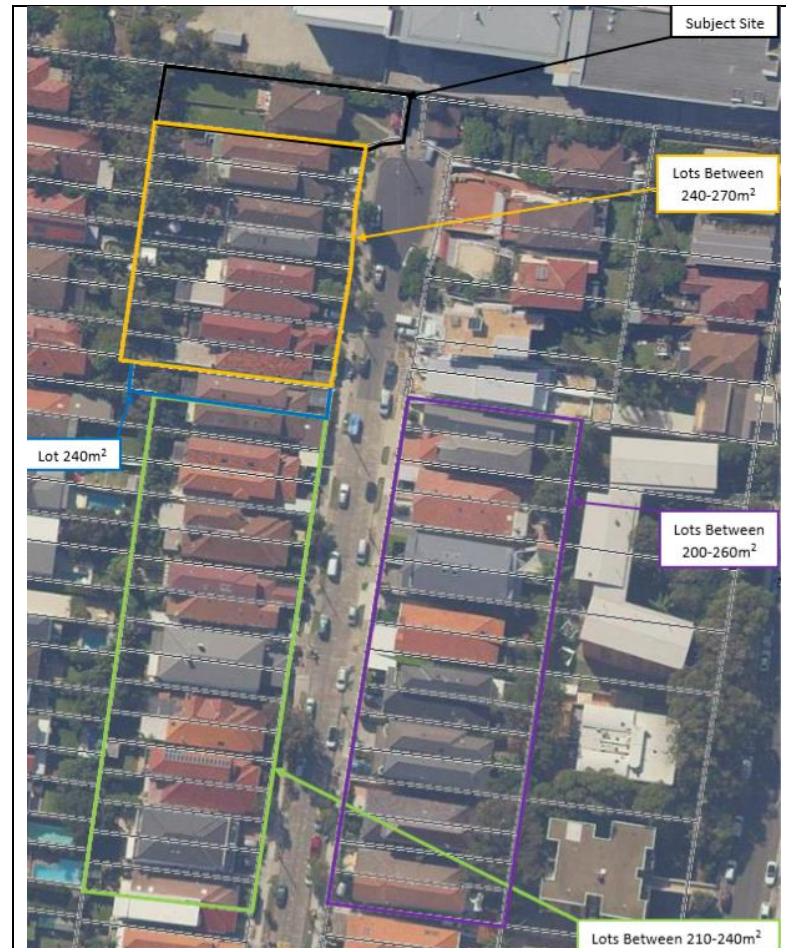 Subject Site
Lots Between
240-270m²
Lot 240m²
Lots Between
200-260m²
Lots Between 210-240m²